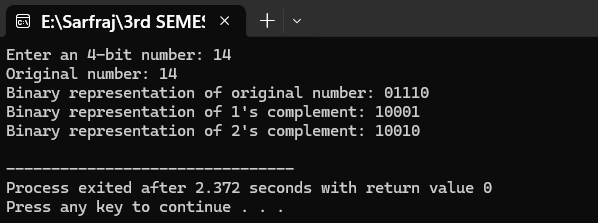 E:\Sarfraj\3rd SEMES
Enter an 4-bit number: 14
Original number: 14
Binary representation of original number: 01110
Binary representation of 1's complement: 10001
Binary representation of 2's complement: 10010
--------------------------------
Process exited after 2.372 seconds with return value 0
Press any key to continue . . .